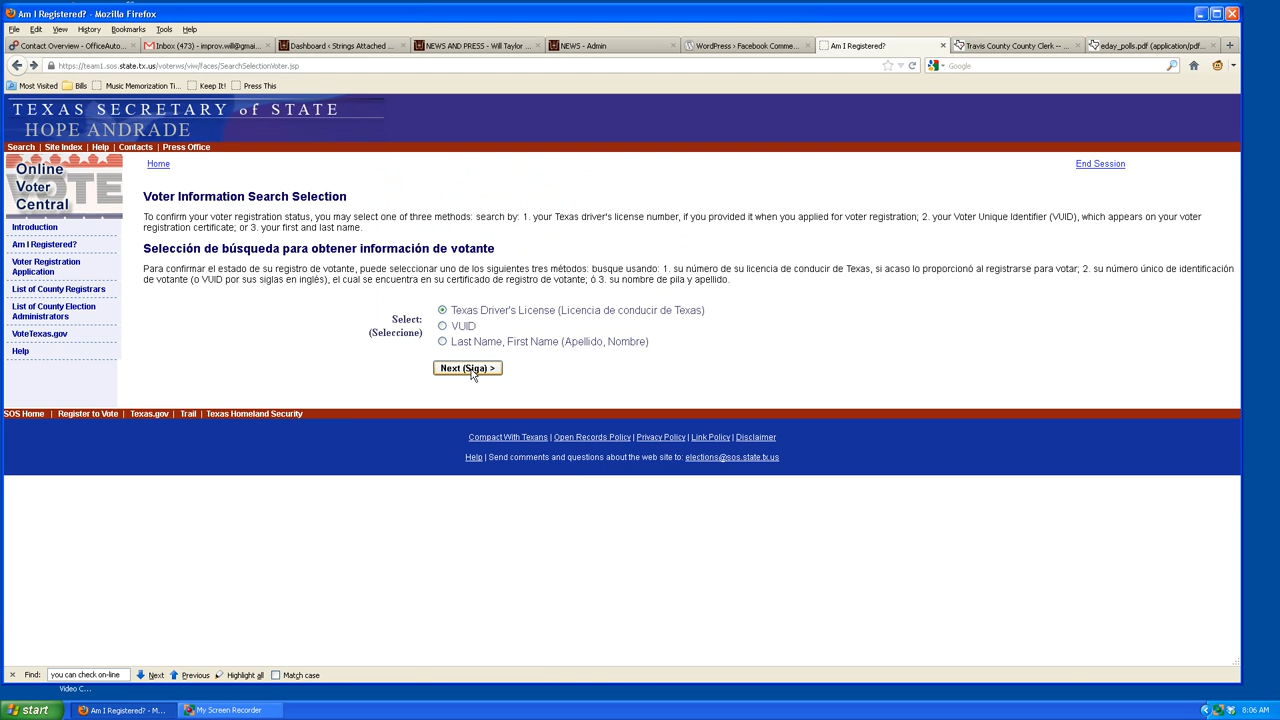 Am I Registered? - Mozilla Firefox
File Edit View History Bookmarks Tools Help
Contact Overview - OfficeAuto... Inbox (473) - improv.will@gmail... Dashboard ‹ Strings Attached ... NEWS AND PRESS - Will Taylor ... NEWS - Admin WordPress › Facebook Comme... Am I Registered? Travis County County Clerk -- ... eday_polls.pdf (application/pdf...
https://team1.sos.state.tx.us/voterws/viw/faces/SearchSelectionVoter.jsp Google
Most Visited Bills Music Memorization Ti... Keep It! Press This
TEXAS SECRETARY of STATE
HOPE ANDRADE
Search | Site Index | Help | Contacts | Press Office
Online
Voter
Central
VOTE
Home End Session
Voter Information Search Selection
To confirm your voter registration status, you may select one of three methods: search by: 1. your Texas driver's license number, if you provided it when you applied for voter registration; 2. your Voter Unique Identifier (VUID), which appears on your voter
registration certificate; or 3. your first and last name.
Selección de búsqueda para obtener información de votante
Para confirmar el estado de su registro de votante, puede seleccionar uno de los siguientes tres métodos: busque usando: 1. su número de su licencia de conducir de Texas, si acaso lo proporcionó al registrarse para votar; 2. su número único de identificación
de votante (o VUID por sus siglas en inglés), el cual se encuentra en su certificado de registro de votante; ó 3. su nombre de pila y apellido.
Introduction
Am I Registered?
Voter Registration
Application
List of County Registrars
List of County Election
Administrators
VoteTexas.gov
Help
Select:
(Seleccione)
Texas Driver's License (Licencia de conducir de Texas)
VUID
Last Name, First Name (Apellido, Nombre)
Next (Siga) >
SOS Home | Register to Vote | Texas.gov | Trail | Texas Homeland Security
Compact With Texans | Open Records Policy | Privacy Policy | Link Policy | Disclaimer
Help | Send comments and questions about the web site to: elections@sos.state.tx.us
Find: you can check on-line Next Previous Highlight all Match case
Video C...
start Am I Registered? - M... My Screen Recorder 8:06 AM